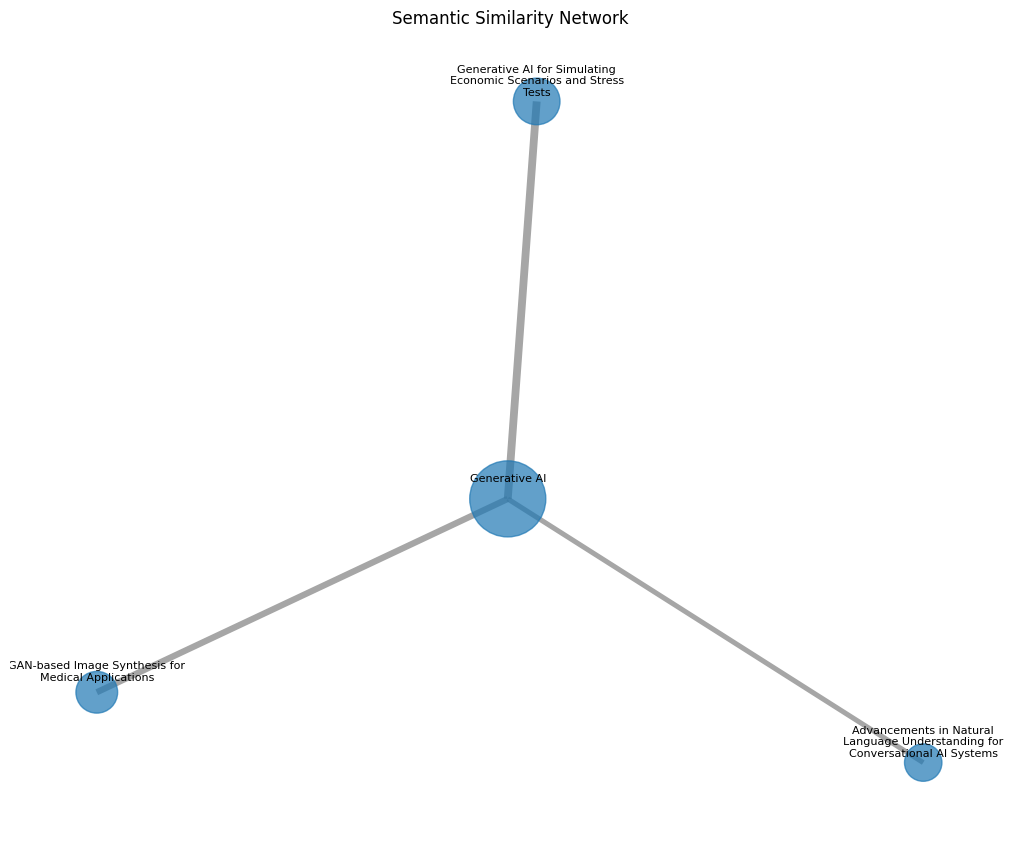 Semantic Similarity Network
Generative AI for Simulating
Economic Scenarios and Stress
Tests
Generative AI
GAN-based Image Synthesis for
Medical Applications
Advancements in Natural
Language Understanding for
Conversational AI Systems